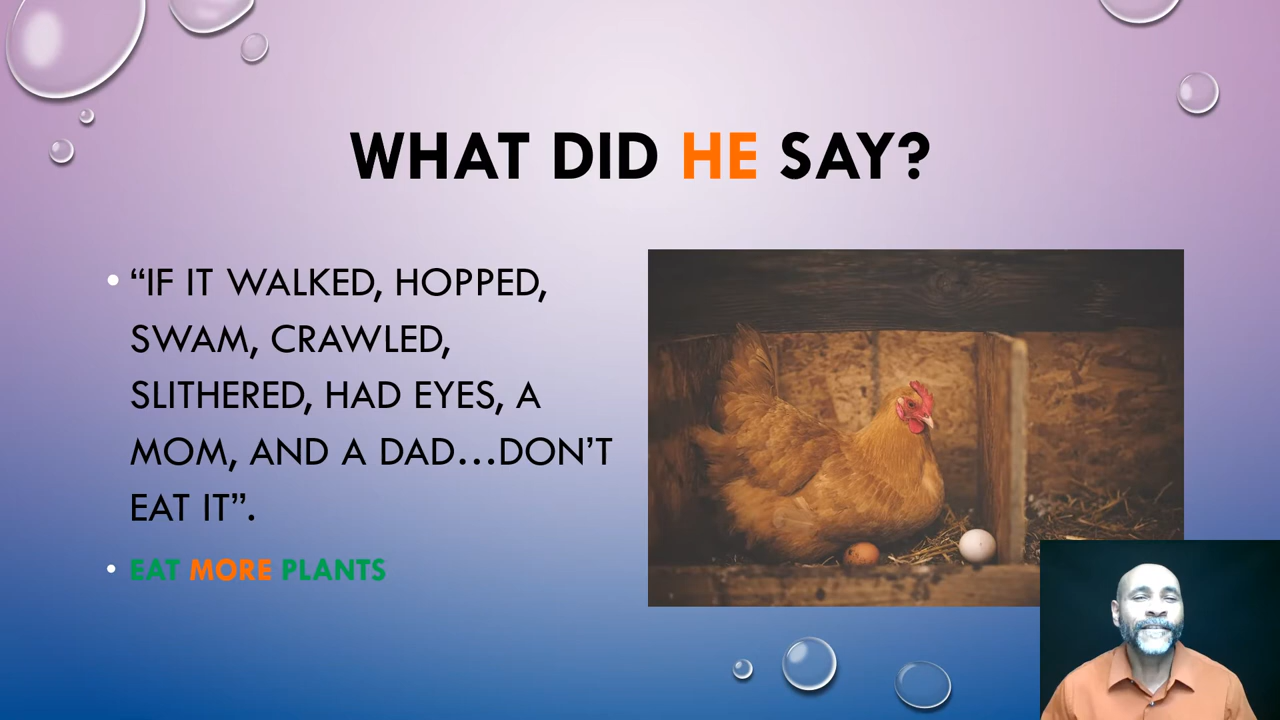 WHAT DID HE SAY?
• “IF IT WALKED, HOPPED,
SWAM, CRAWLED,
SLITHERED, HAD EYES, A
MOM, AND A DAD...DON’T
EAT IT”.
• EAT MORE PLANTS